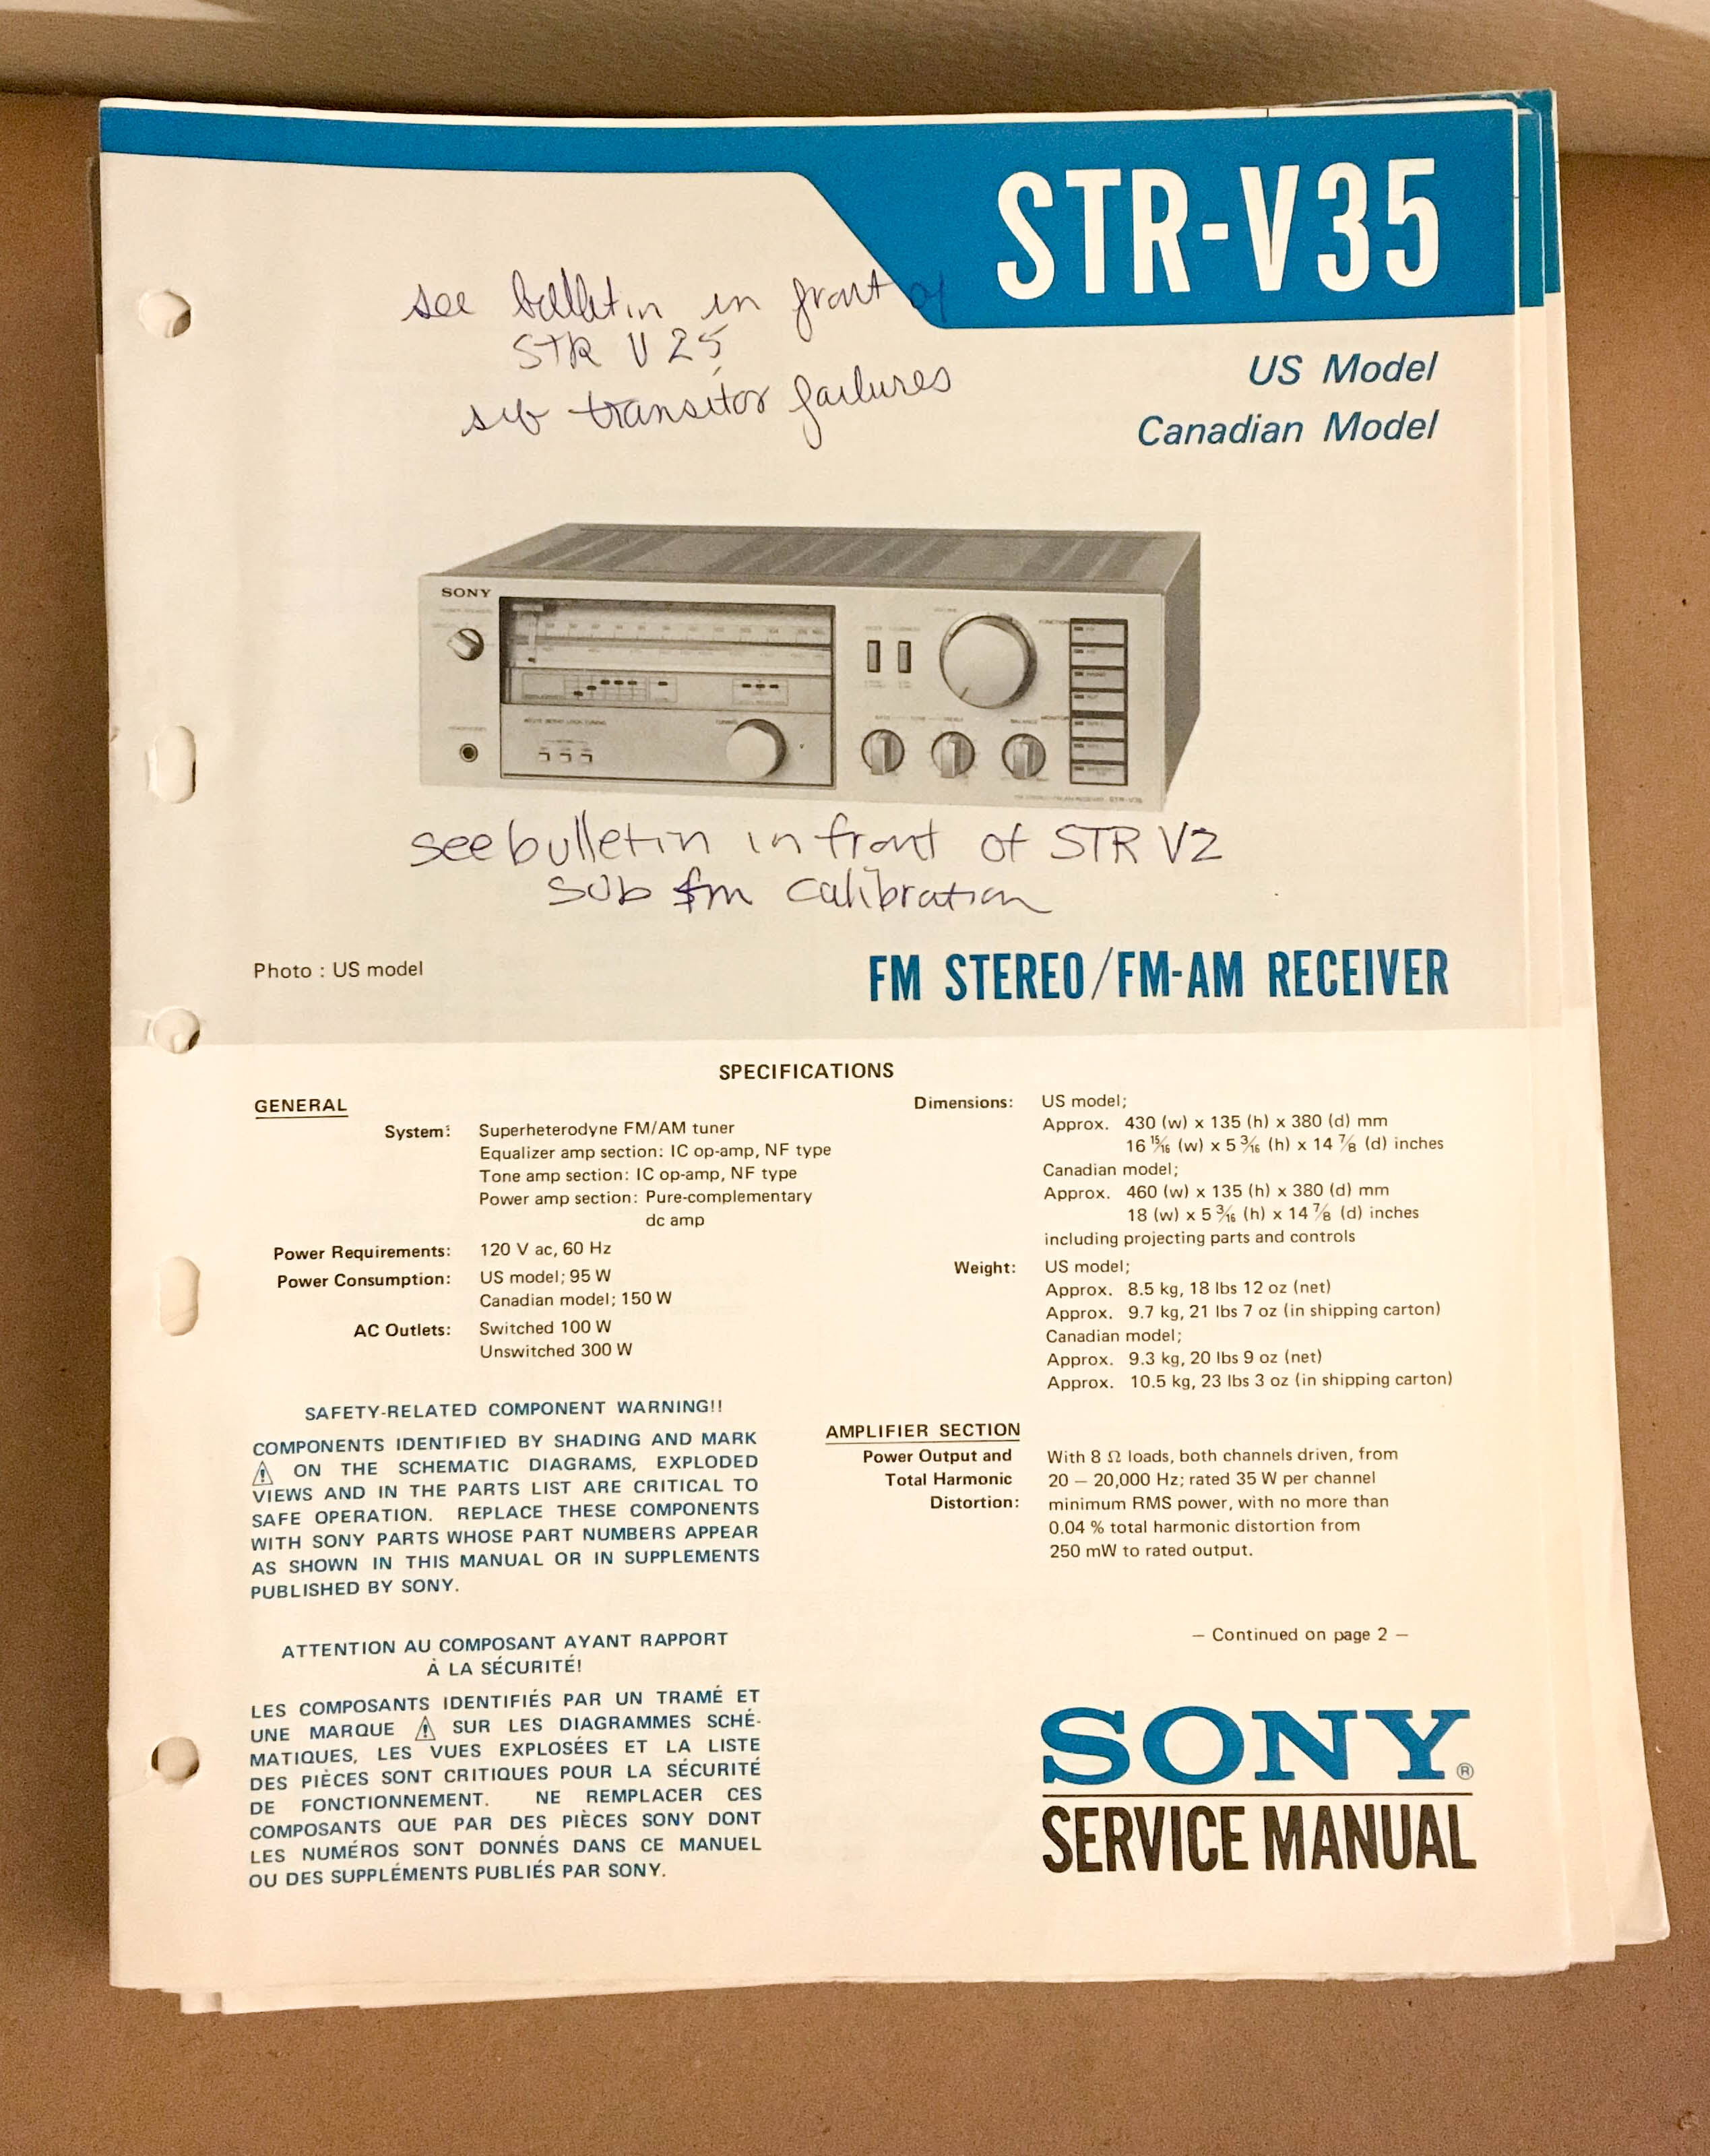 STR-V35
see bulletin in front of
STR V25
sub transitor failures
US Model
Canadian Model
SONY
TUNING
FUNCTION
BALANCE
MONITOR
STR-V35
see bulletin in front of STR V2
sub fm calibration
Photo : US model
FM STEREO/FM-AM RECEIVER
SPECIFICATIONS
GENERAL
System: Superheterodyne FM/AM tuner
Equalizer amp section: IC op-amp, NF type
Tone amp section: IC op-amp, NF type
Power amp section: Pure-complementary
dc amp
Power Requirements: 120 V ac, 60 Hz
Power Consumption: US model; 95 W
Canadian model; 150 W
AC Outlets: Switched 100 W
Unswitched 300 W
SAFETY-RELATED COMPONENT WARNING!!
COMPONENTS IDENTIFIED BY SHADING AND MARK
⚠ ON THE SCHEMATIC DIAGRAMS, EXPLODED
VIEWS AND IN THE PARTS LIST ARE CRITICAL TO
SAFE OPERATION. REPLACE THESE COMPONENTS
WITH SONY PARTS WHOSE PART NUMBERS APPEAR
AS SHOWN IN THIS MANUAL OR IN SUPPLEMENTS
PUBLISHED BY SONY.
ATTENTION AU COMPOSANT AYANT RAPPORT
À LA SÉCURITÉ!
LES COMPOSANTS IDENTIFIÉS PAR UN TRAMÉ ET
UNE MARQUE ⚠ SUR LES DIAGRAMMES SCHÉ-
MATIQUES, LES VUES EXPLOSÉES ET LA LISTE
DES PIÈCES SONT CRITIQUES POUR LA SÉCURITÉ
DE FONCTIONNEMENT. NE REMPLACER CES
COMPOSANTS QUE PAR DES PIÈCES SONY DONT
LES NUMÉROS SONT DONNÉS DANS CE MANUEL
OU DES SUPPLÉMENTS PUBLIÉS PAR SONY.
Dimensions: US model;
Approx. 430 (w) x 135 (h) x 380 (d) mm
16 15/16 (w) x 5 3/16 (h) x 14 7/8 (d) inches
Canadian model;
Approx. 460 (w) x 135 (h) x 380 (d) mm
18 (w) x 5 3/16 (h) x 14 7/8 (d) inches
including projecting parts and controls
Weight: US model;
Approx. 8.5 kg, 18 lbs 12 oz (net)
Approx. 9.7 kg, 21 lbs 7 oz (in shipping carton)
Canadian model;
Approx. 9.3 kg, 20 lbs 9 oz (net)
Approx. 10.5 kg, 23 lbs 3 oz (in shipping carton)
AMPLIFIER SECTION
Power Output and With 8 Ω loads, both channels driven, from
Total Harmonic 20 – 20,000 Hz; rated 35 W per channel
Distortion: minimum RMS power, with no more than
0.04 % total harmonic distortion from
250 mW to rated output.
– Continued on page 2 –
SONY®
SERVICE MANUAL